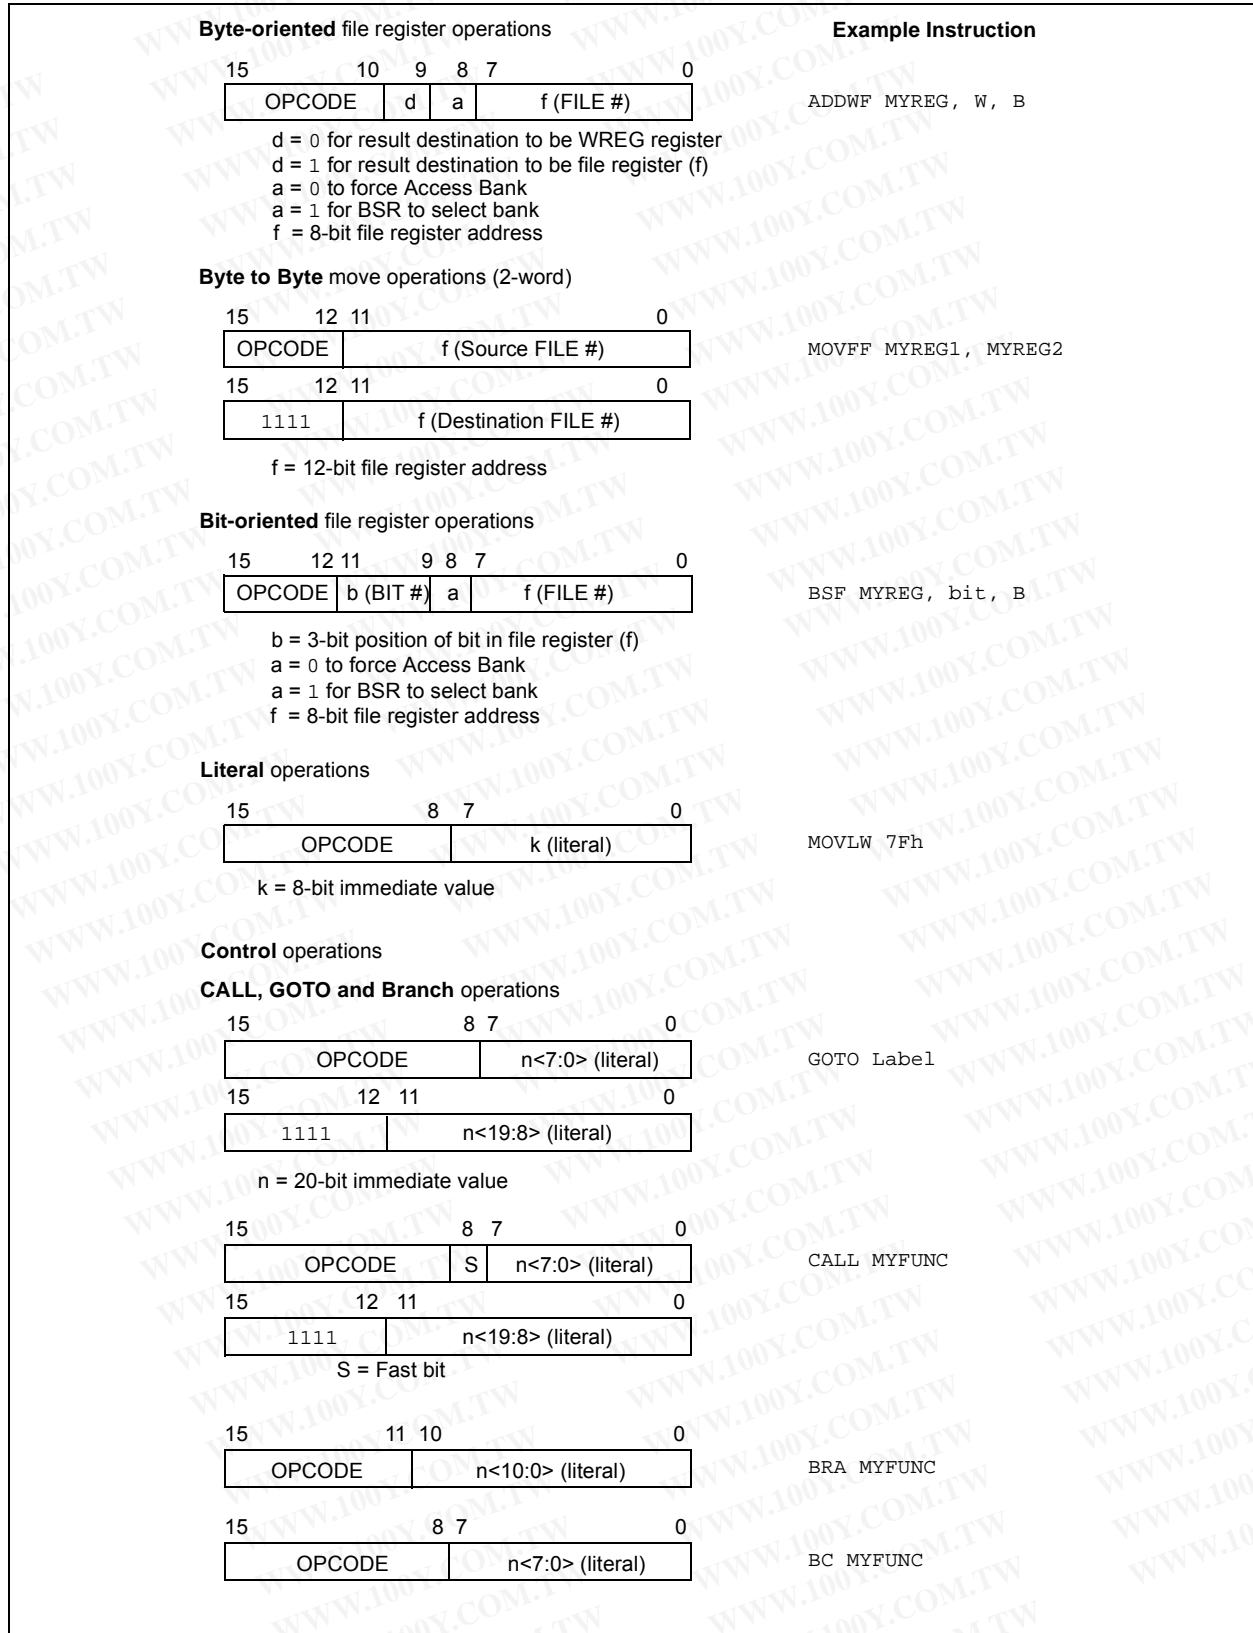 Byte-oriented file register operations
Example Instruction
15 10 9 8 7 0
OPCODE d a f (FILE #)
ADDWF MYREG, W, B
d = 0 for result destination to be WREG register
d = 1 for result destination to be file register (f)
a = 0 to force Access Bank
a = 1 for BSR to select bank
f = 8-bit file register address
Byte to Byte move operations (2-word)
15 12 11 0
OPCODE f (Source FILE #)
MOVFF MYREG1, MYREG2
15 12 11 0
1111 f (Destination FILE #)
f = 12-bit file register address
Bit-oriented file register operations
15 12 11 9 8 7 0
OPCODE b (BIT #) a f (FILE #)
BSF MYREG, bit, B
b = 3-bit position of bit in file register (f)
a = 0 to force Access Bank
a = 1 for BSR to select bank
f = 8-bit file register address
Literal operations
15 8 7 0
OPCODE k (literal)
MOVLW 7Fh
k = 8-bit immediate value
Control operations
CALL, GOTO and Branch operations
15 8 7 0
OPCODE n<7:0> (literal)
GOTO Label
15 12 11 0
1111 n<19:8> (literal)
n = 20-bit immediate value
15 8 7 0
OPCODE S n<7:0> (literal)
CALL MYFUNC
15 12 11 0
1111 n<19:8> (literal)
S = Fast bit
15 11 10 0
OPCODE n<10:0> (literal)
BRA MYFUNC
15 8 7 0
OPCODE n<7:0> (literal)
BC MYFUNC
WWW.100Y.COM.TW